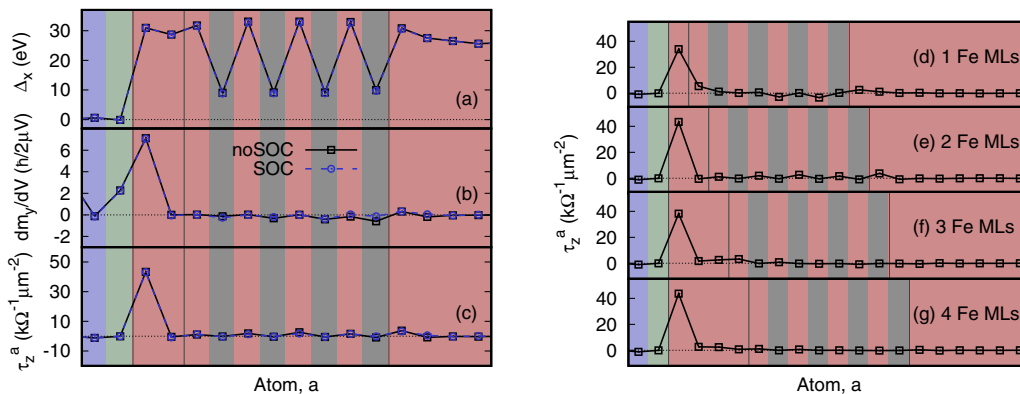 30
20
10
0
Δx (eV)
(a)
6
4
2
0
-2
dmy/dV (ħ/2μV)
noSOC
SOC
(b)
50
30
10
-10
τz^a (kΩ⁻¹μm⁻²)
(c)
Atom, a
40
20
0
(d) 1 Fe MLs
40
20
0
(e) 2 Fe MLs
40
20
0
(f) 3 Fe MLs
40
20
0
(g) 4 Fe MLs
τz^a (kΩ⁻¹μm⁻²)
Atom, a